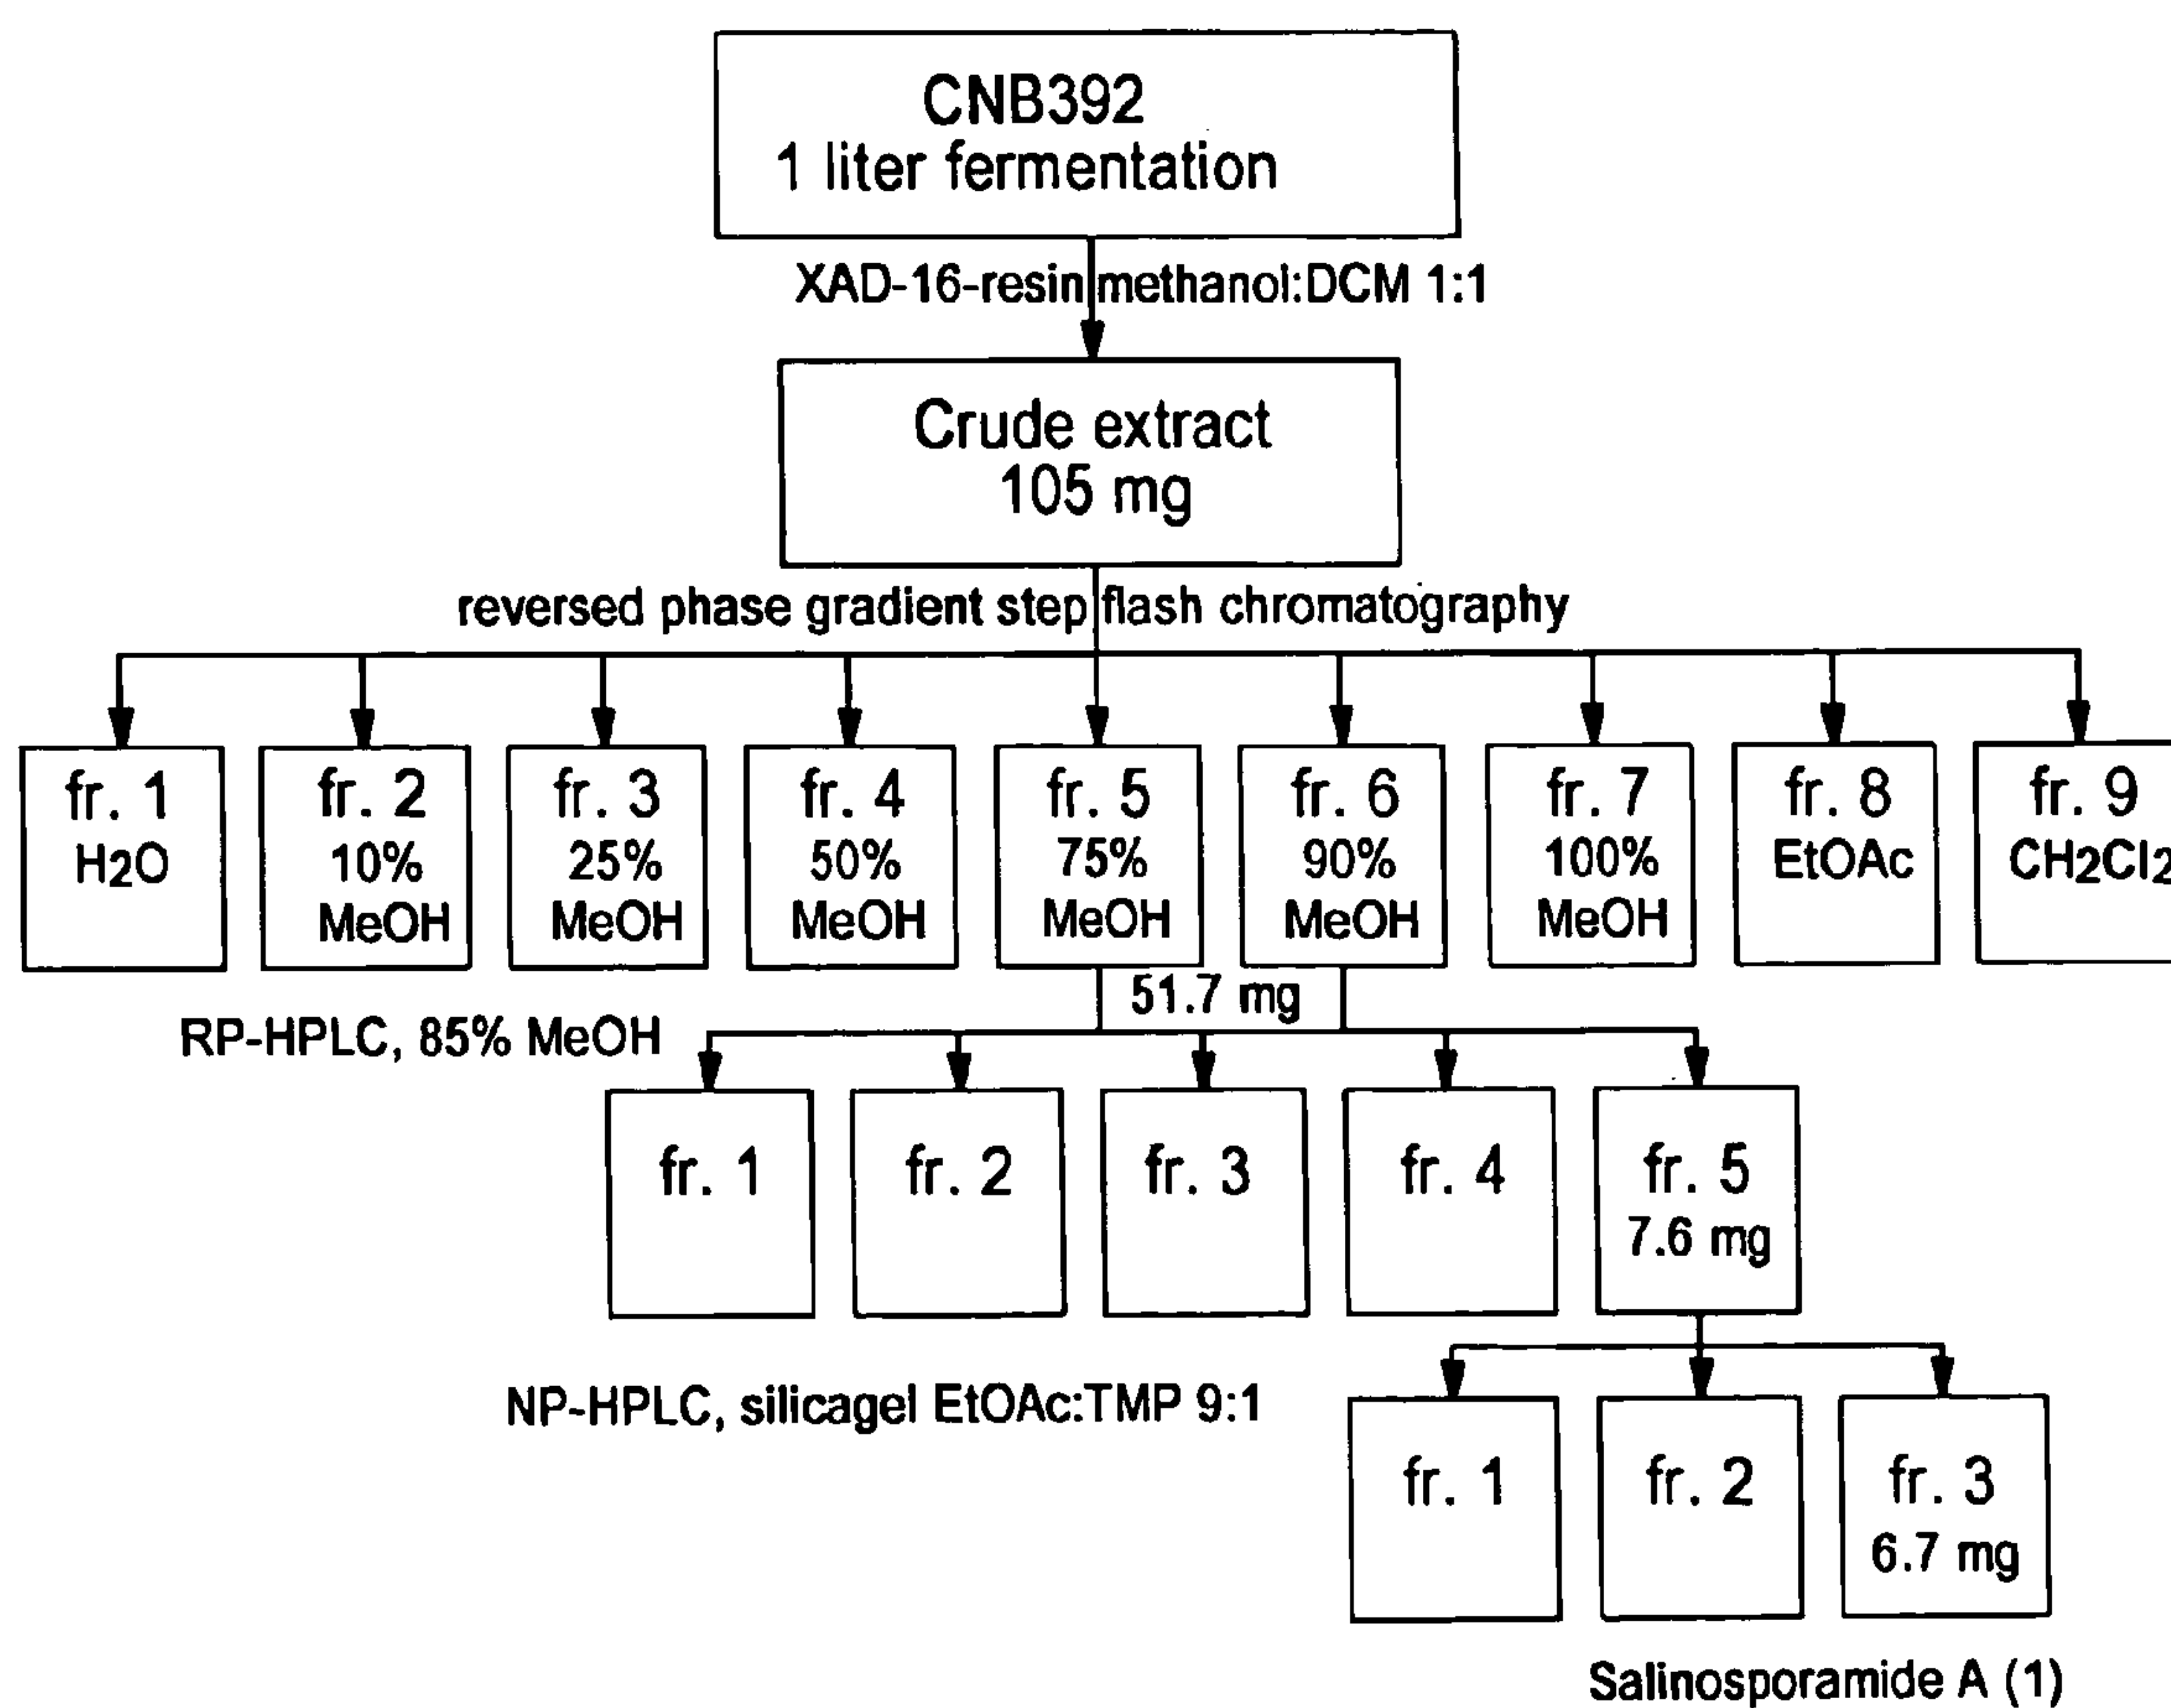 CNB392
1 liter fermentation
XAD-16-resin methanol:DCM 1:1
Crude extract
105 mg
reversed phase gradient step flash chromatography
fr. 1
H2O
fr. 2
10%
MeOH
fr. 3
25%
MeOH
fr. 4
50%
MeOH
fr. 5
75%
MeOH
fr. 6
90%
MeOH
fr. 7
100%
MeOH
fr. 8
EtOAc
fr. 9
CH2Cl2
51.7 mg
RP-HPLC, 85% MeOH
fr. 1
fr. 2
fr. 3
fr. 4
fr. 5
7.6 mg
NP-HPLC, silicagel EtOAc:TMP 9:1
fr. 1
fr. 2
fr. 3
6.7 mg
Salinosporamide A (1)